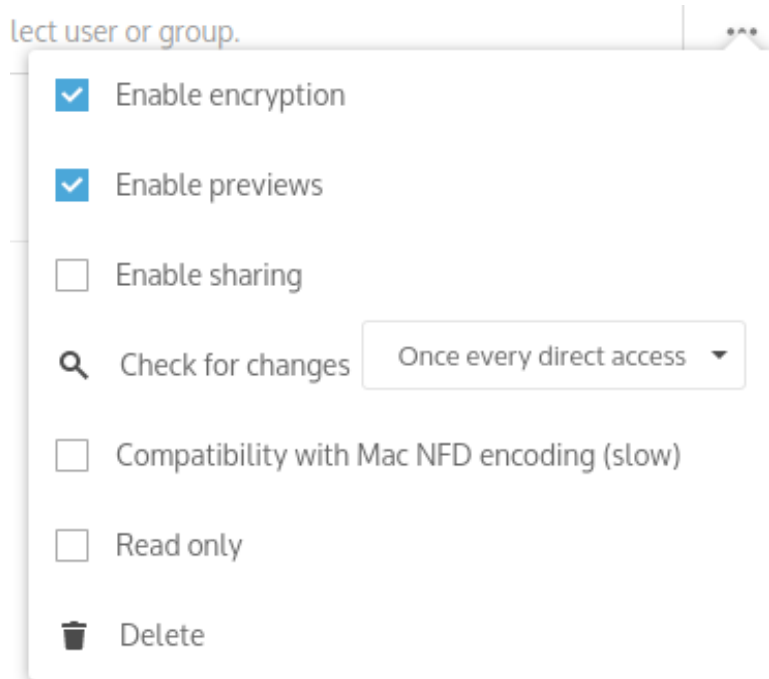 lect user or group.
Enable encryption
Enable previews
Enable sharing
Check for changes Once every direct access
Compatibility with Mac NFD encoding (slow)
Read only
Delete